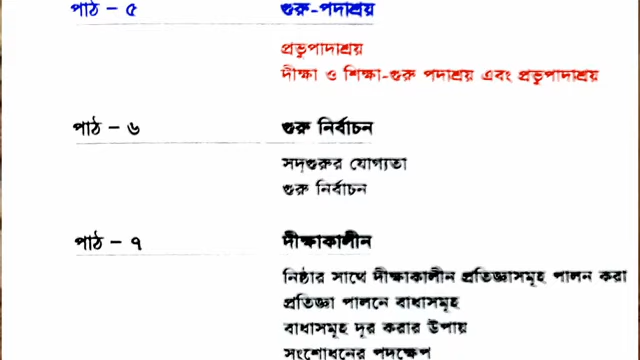 পাঠ – ৫ গুরু-পদাশ্রয়
প্রভুপাদাশ্রয়
দীক্ষা ও শিক্ষা-গুরু পদাশ্রয় এবং প্রভুপাদাশ্রয়
পাঠ – ৬ গুরু নির্বাচন
সদ্‌গুরুর যোগ্যতা
গুরু নির্বাচন
পাঠ – ৭ দীক্ষাকালীন
নিষ্ঠার সাথে দীক্ষাকালীন প্রতিজ্ঞাসমূহ পালন করা
প্রতিজ্ঞা পালনে বাধাসমূহ
বাধাসমূহ দূর করার উপায়
সংশোধনের পদক্ষেপ